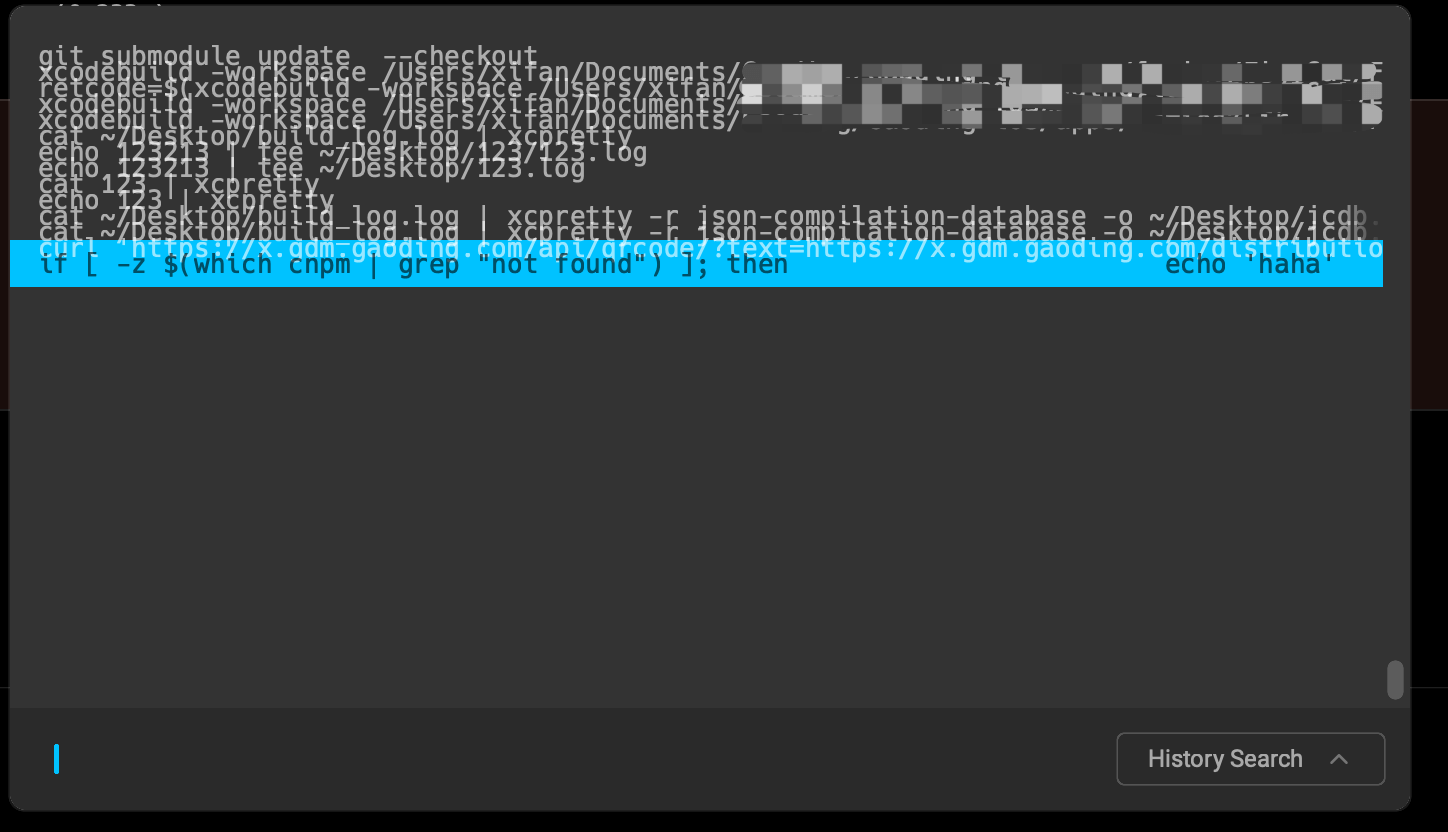 git submodule update  --checkout
xcodebuild -workspace /Users/xifan/Documents/
retcode=$(xcodebuild -workspace /Users/xifan/
xcodebuild -workspace /Users/xifan/Documents/
xcodebuild -workspace /Users/xifan/Documents/
cat ~/Desktop/build_log.log | xcpretty
echo 123213 | tee ~/Desktop/123/123.log
echo 123213 | tee ~/Desktop/123.log
cat 123 | xcpretty
echo 123 | xcpretty
cat ~/Desktop/build_log.log | xcpretty -r json-compilation-database -o ~/Desktop/jcdb.
cat ~/Desktop/build_log.log | xcpretty -r json-compilation-database -o ~/Desktop/jcdb.
curl 'https://x.gdm.gaoding.com/api/qrcode/?text=https://x.gdm.gaoding.com/distributio
if [ -z $(which cnpm | grep "not found") ]; then echo 'haha'
History Search